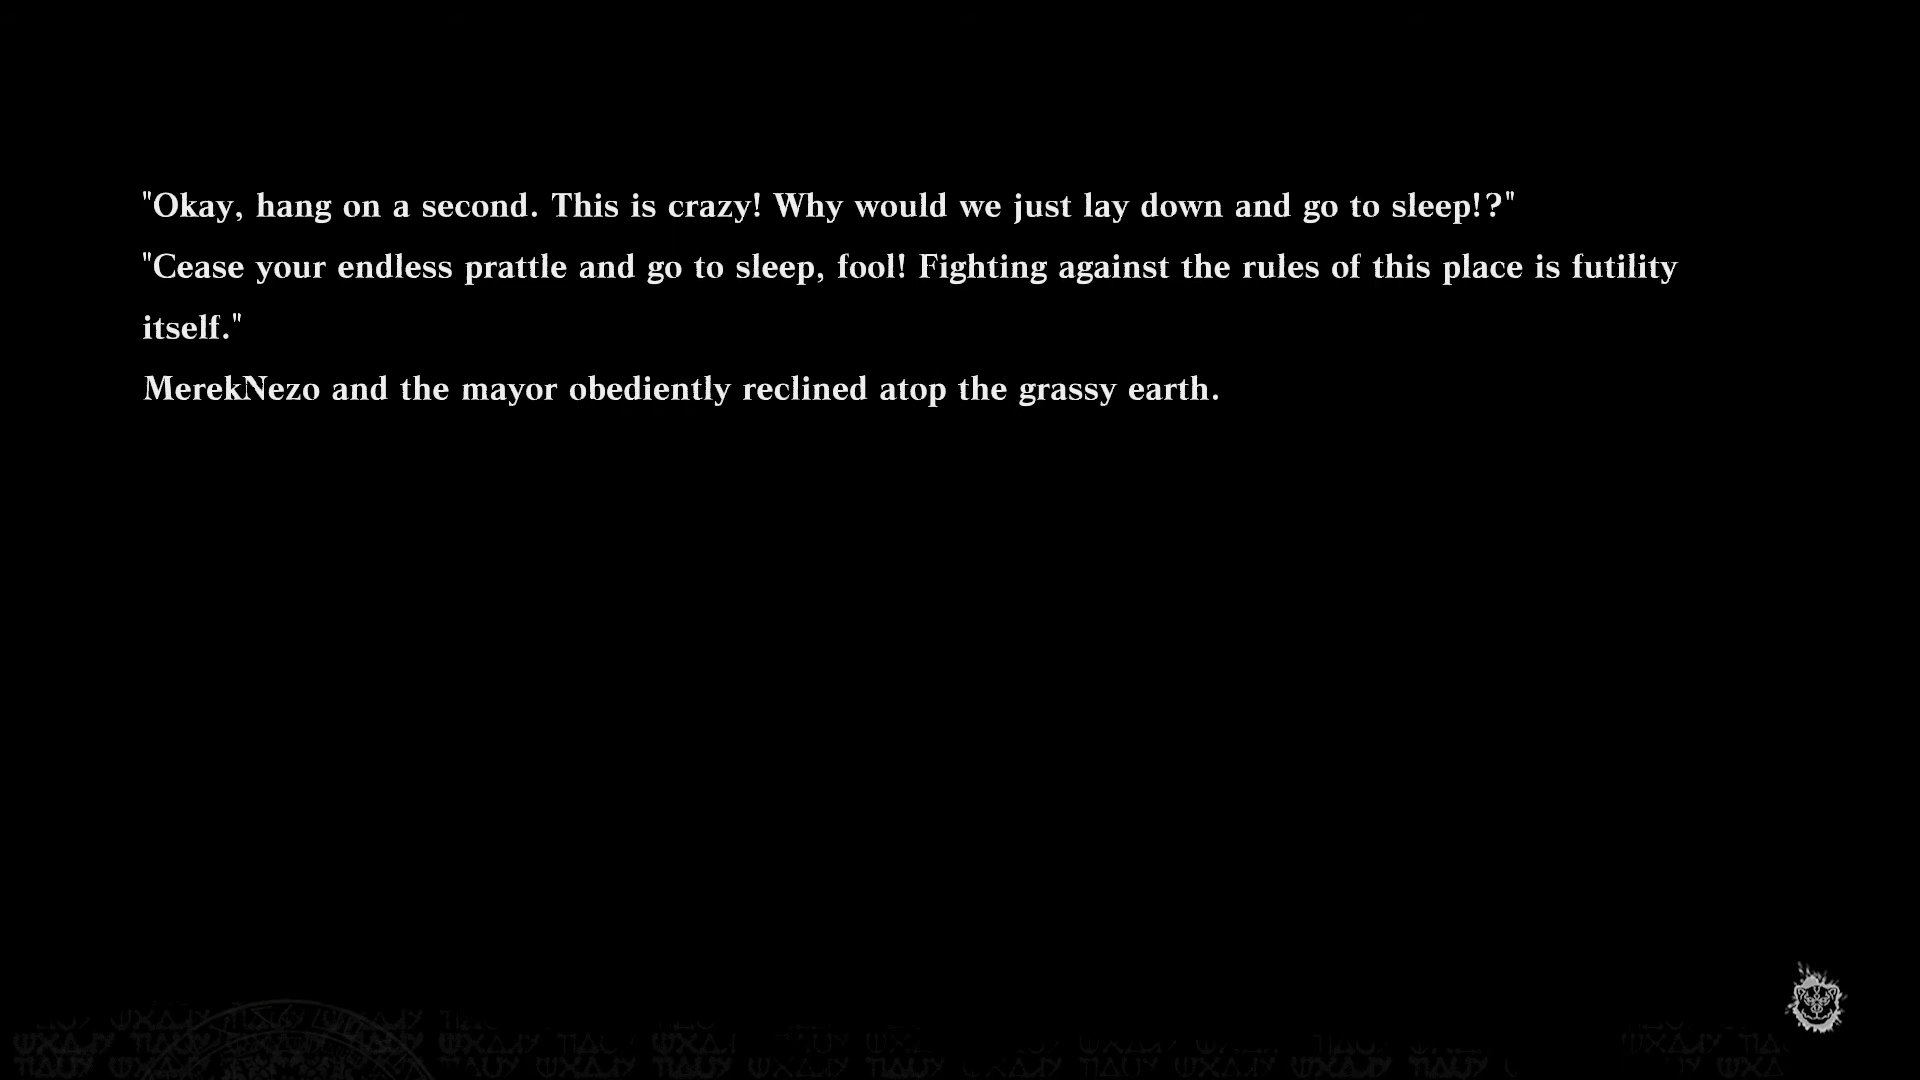 "Okay, hang on a second. This is crazy! Why would we just lay down and go to sleep!?"
"Cease your endless prattle and go to sleep, fool! Fighting against the rules of this place is futility
itself."
MerekNezo and the mayor obediently reclined atop the grassy earth.